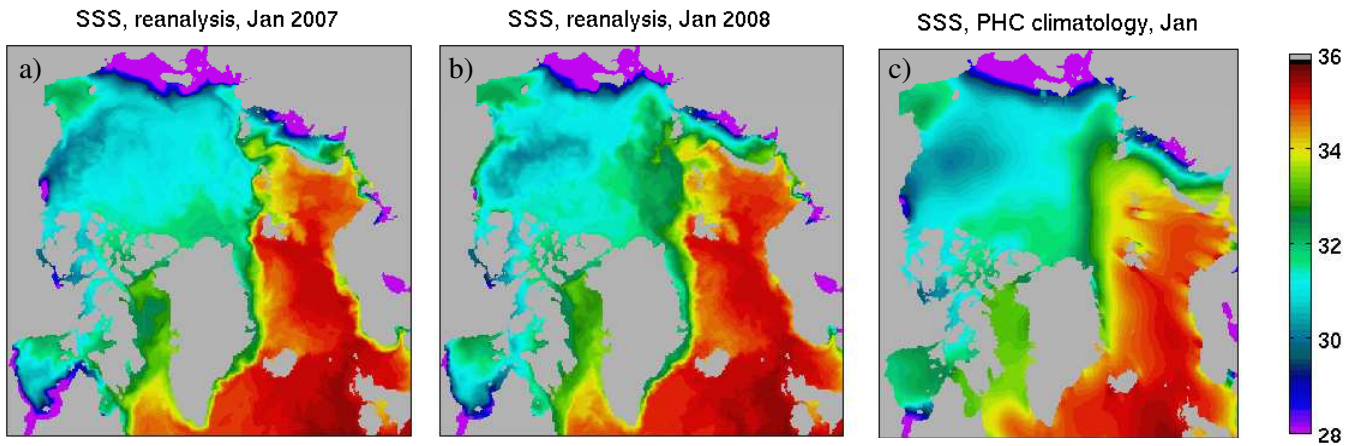 SSS, reanalysis, Jan 2007
SSS, reanalysis, Jan 2008
SSS, PHC climatology, Jan
a)
b)
c)
36
34
32
30
28